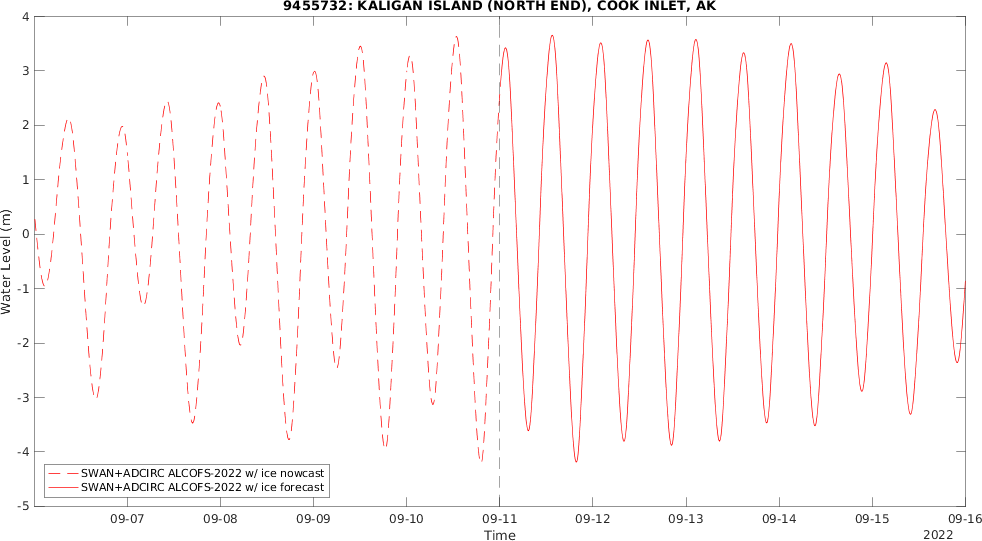 9455732: KALIGAN ISLAND (NORTH END), COOK INLET, AK
4
3
2
1
0
-1
-2
-3
-4
-5
Water Level (m)
SWAN+ADCIRC ALCOFS-2022 w/ ice nowcast
SWAN+ADCIRC ALCOFS-2022 w/ ice forecast
09-07 09-08 09-09 09-10 09-11 09-12 09-13 09-14 09-15 09-16
Time
2022